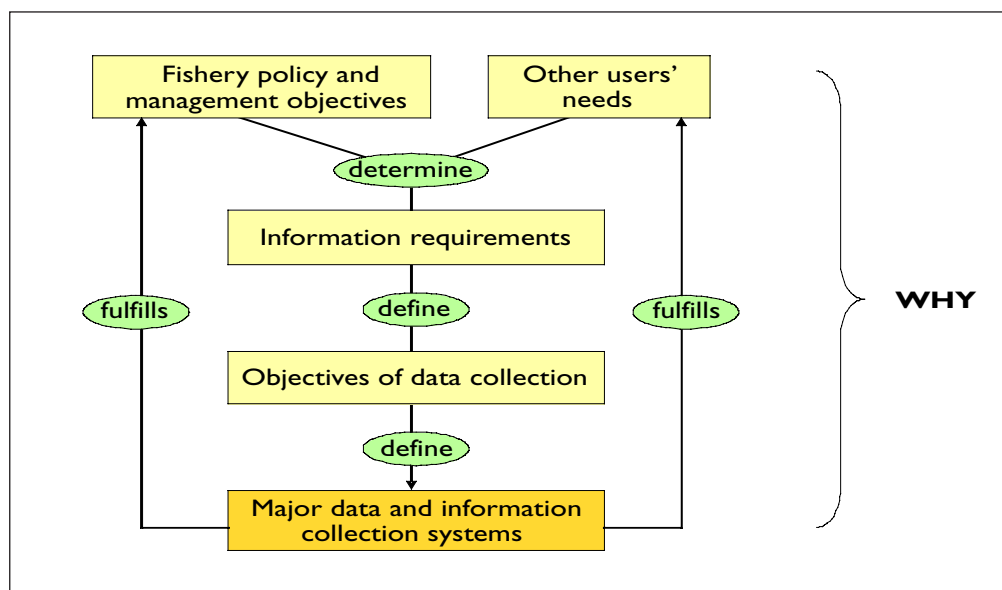 Fishery policy and
management objectives
Other users'
needs
determine
Information requirements
fulfills
define
fulfills
WHY
Objectives of data collection
define
Major data and information
collection systems